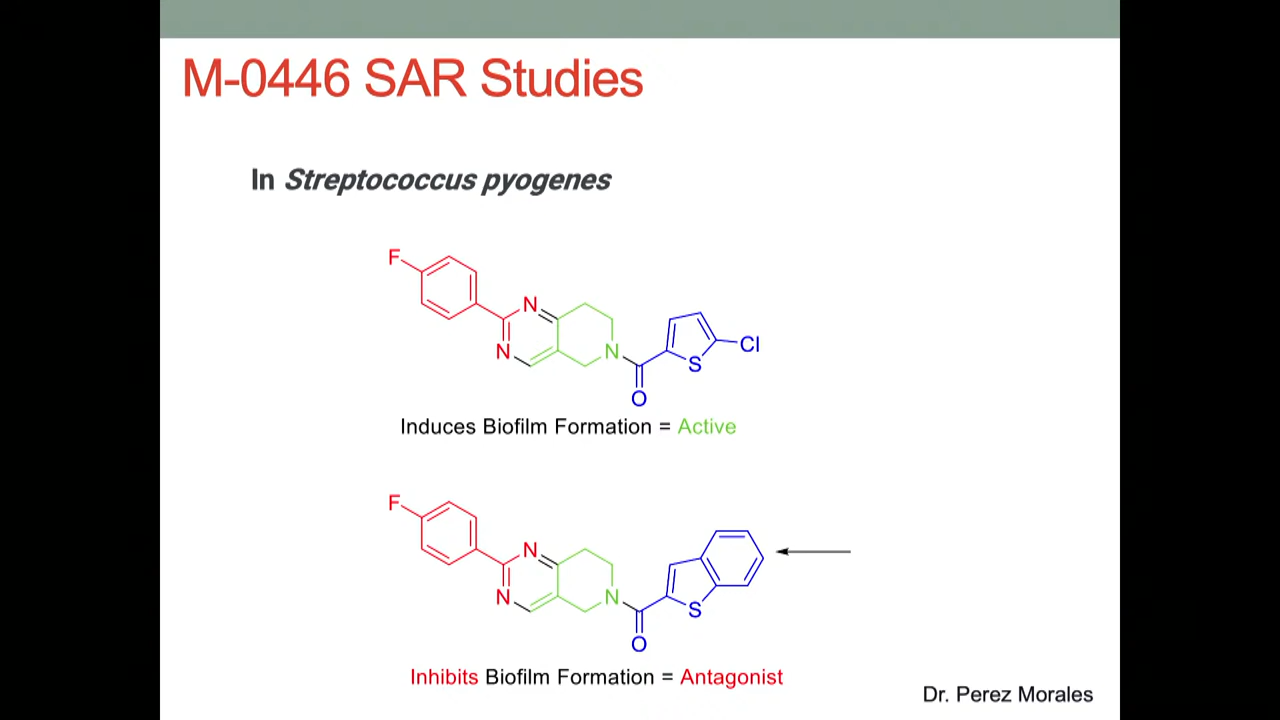 M-0446 SAR Studies
In Streptococcus pyogenes
F
N
N
N
S
Cl
O
Induces Biofilm Formation = Active
F
N
N
N
S
O
Inhibits Biofilm Formation = Antagonist
Dr. Perez Morales